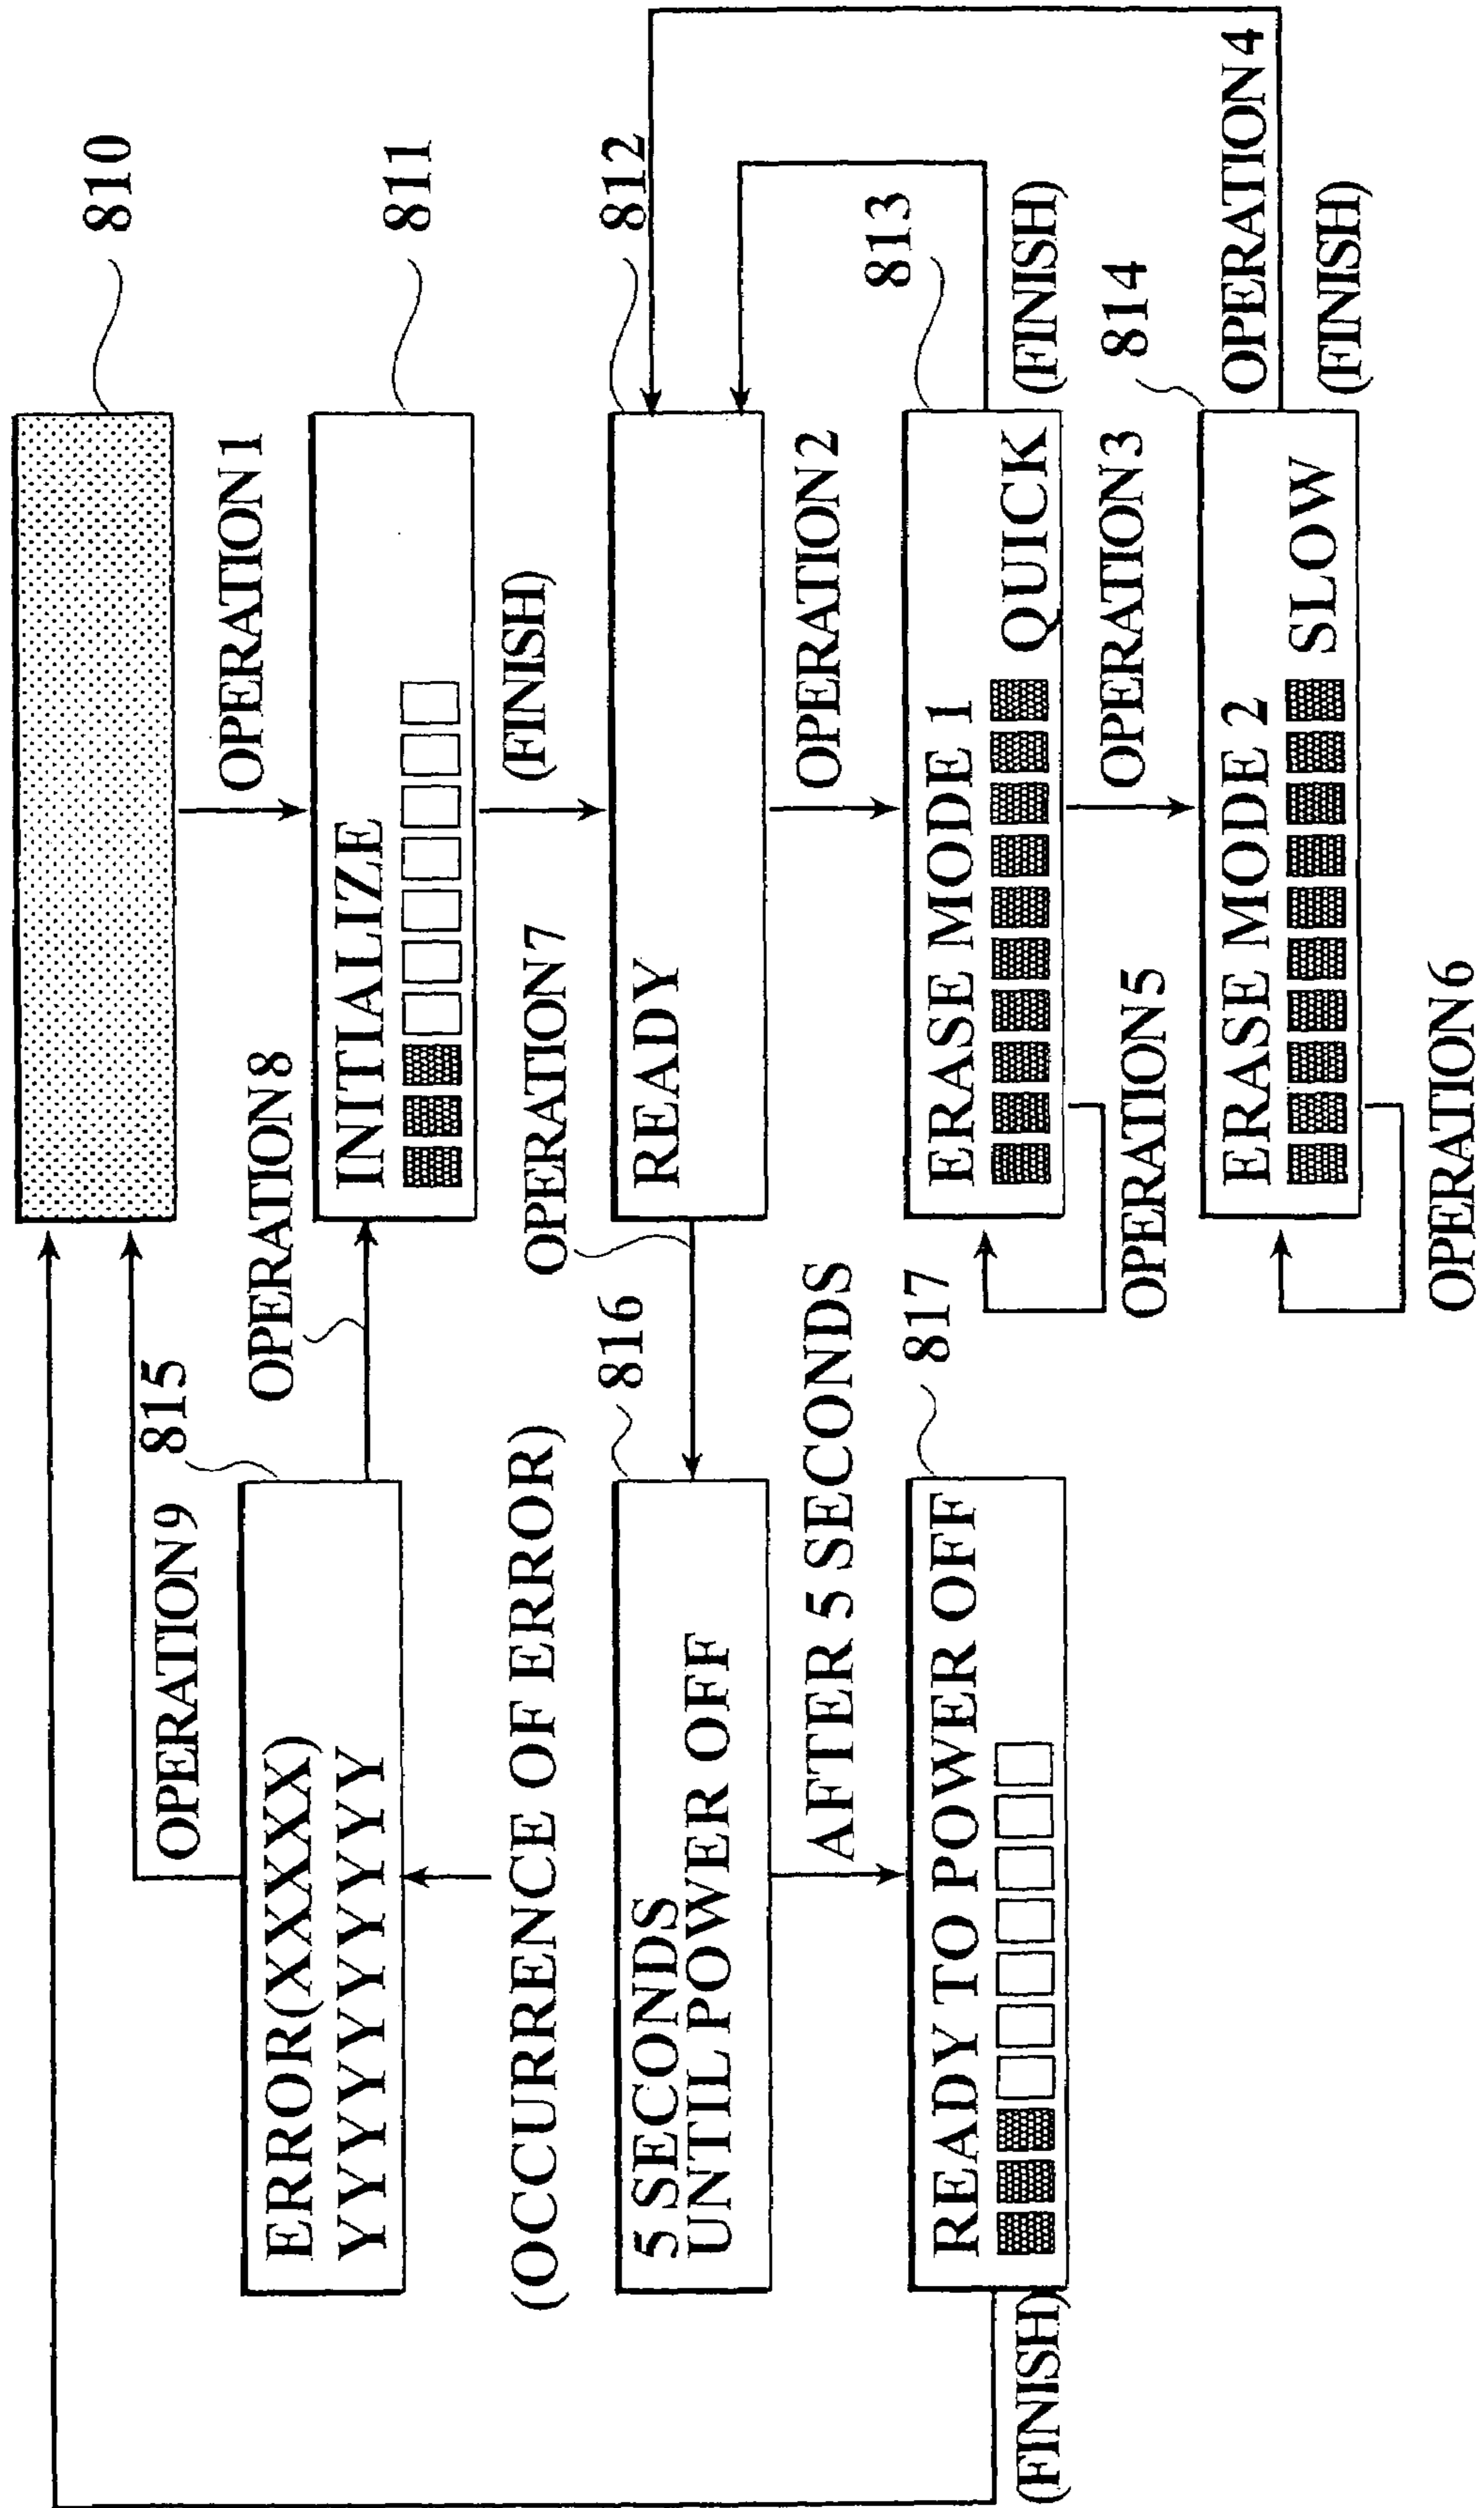 810
OPERATION 9
815
OPERATION 1
OPERATION 8
ERROR(XXXXX)
YYYYYYYYYY
INITIALIZE
811
(OCCURRENCE OF ERROR)
OPERATION 7
(FINISH)
816
812
5 SECONDS
UNTIL POWER OFF
READY
AFTER 5 SECONDS
OPERATION 2
817
813
READY TO POWER OFF
ERASE MODE 1
QUICK
(FINISH)
(FINISH)
OPERATION 5
OPERATION 3
814
OPERATION 4
ERASE MODE 2
SLOW
(FINISH)
OPERATION 6